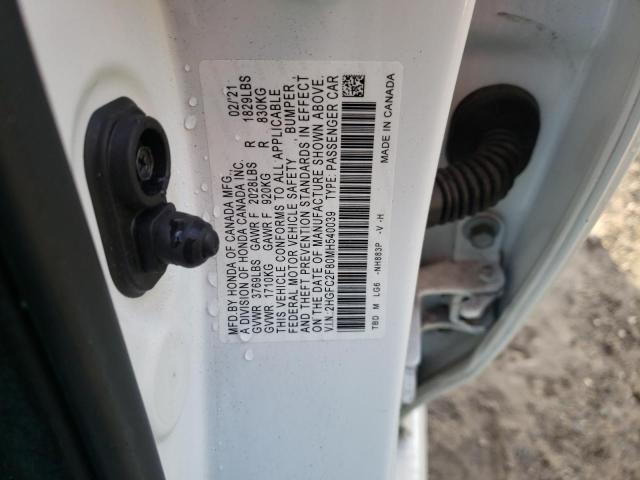 MFD.BY HONDA OF CANADA MFG. 02/21
A DIVISION OF HONDA CANADA INC.
GVWR 3769LBS GAWR F 2028LBS R 1829LBS
GVWR 1710KG GAWR F 920KG R 830KG
THIS VEHICLE CONFORMS TO ALL APPLICABLE
FEDERAL MOTOR VEHICLE SAFETY, BUMPER,
AND THEFT PREVENTION STANDARDS IN EFFECT
ON THE DATE OF MANUFACTURE SHOWN ABOVE.
V.I.N.:2HGFC2F80MH540039 TYPE: PASSENGER CAR
TBD M LG6 -NH883P -V -H MADE IN CANADA